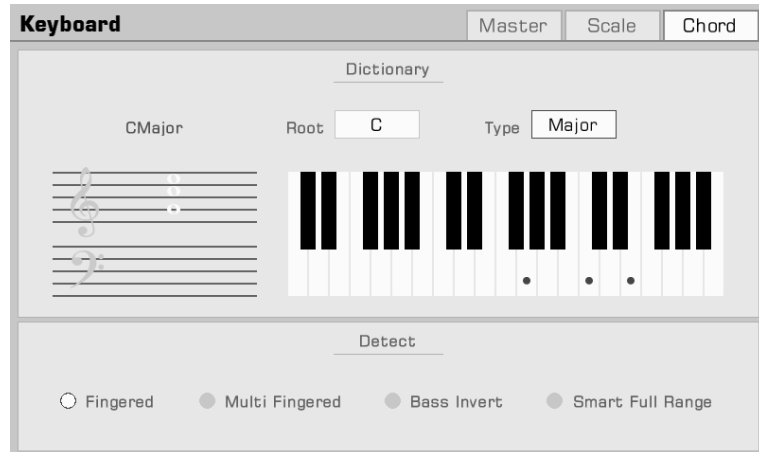 Keyboard Master Scale Chord
Dictionary
CMajor Root C Type Major
Detect
Fingered Multi Fingered Bass Invert Smart Full Range